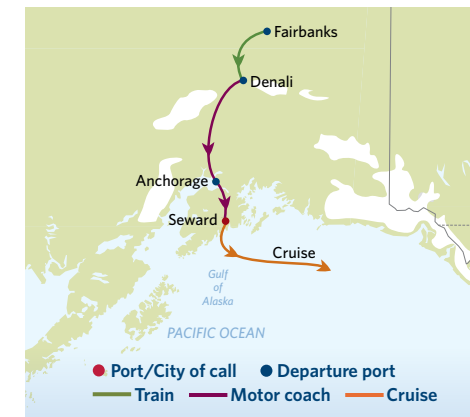 Fairbanks
Denali
Anchorage
Seward
Cruise
Gulf
of
Alaska
PACIFIC OCEAN
Port/City of call Departure port
Train Motor coach Cruise